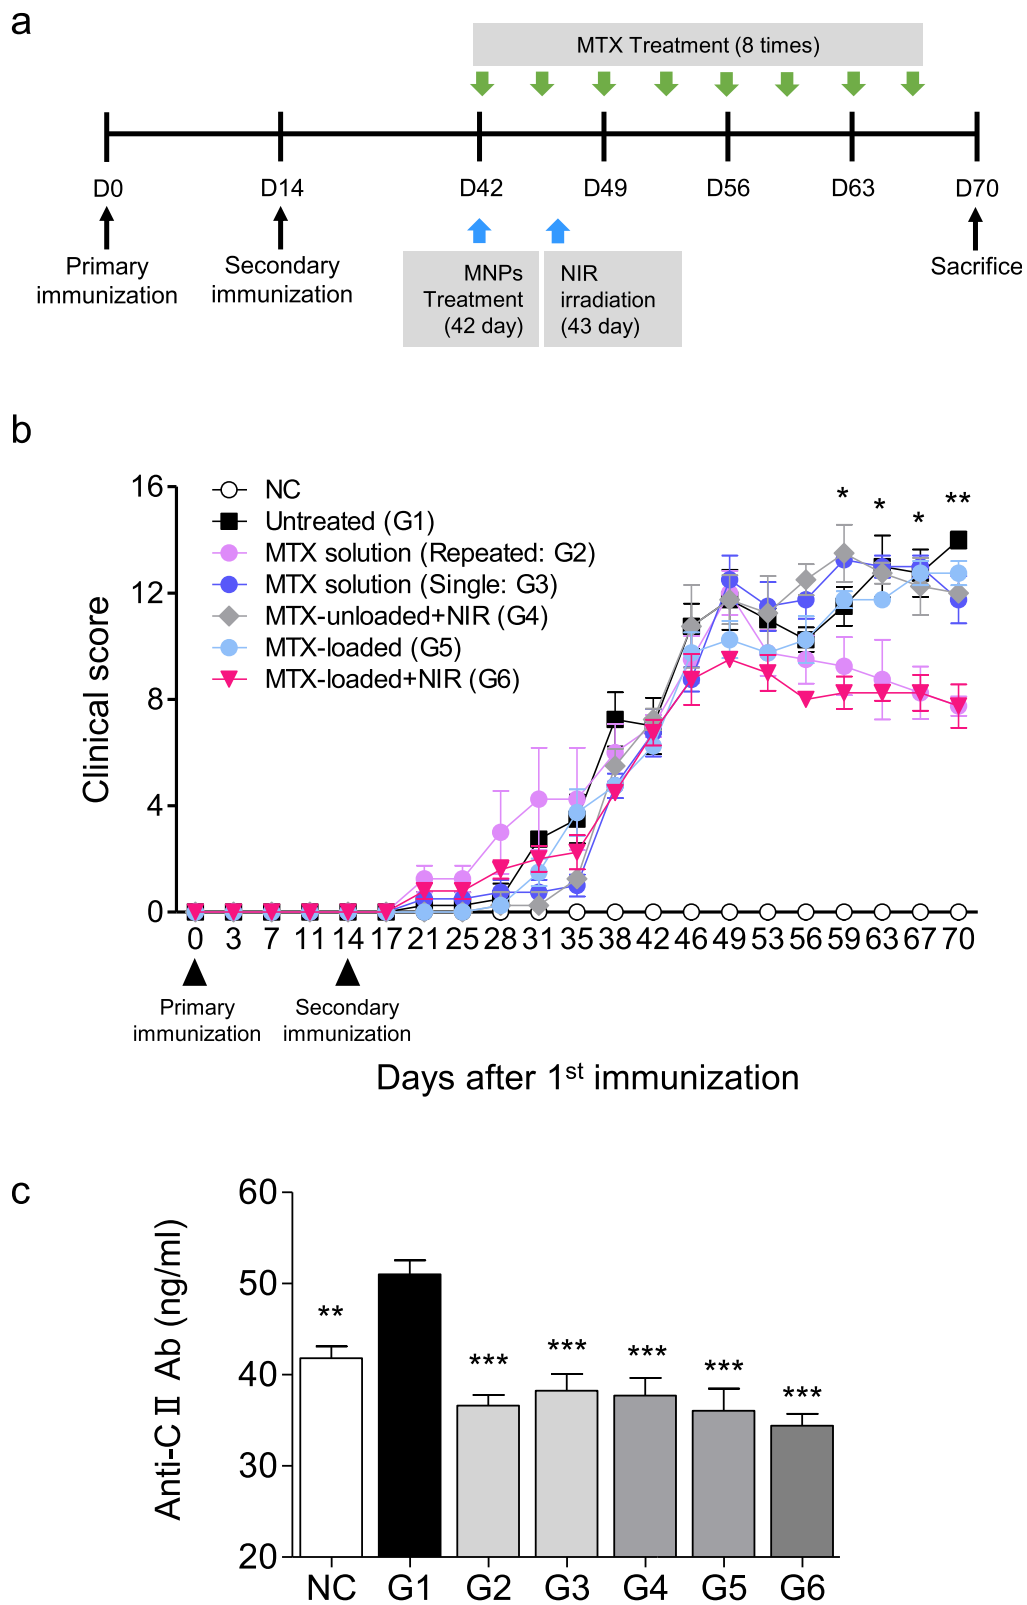 a
MTX Treatment (8 times)
D0
D14
D42
D49
D56
D63
D70
Primary
immunization
Secondary
immunization
MNPs
Treatment
(42 day)
NIR
irradiation
(43 day)
Sacrifice
b
Clinical score
16
12
8
4
0
NC
Untreated (G1)
MTX solution (Repeated: G2)
MTX solution (Single: G3)
MTX-unloaded+NIR (G4)
MTX-loaded (G5)
MTX-loaded+NIR (G6)
* * * **
0 3 7 11 14 17 21 25 28 31 35 38 42 46 49 53 56 59 63 67 70
Primary
immunization
Secondary
immunization
Days after 1st immunization
c
Anti-CⅡ Ab (ng/ml)
60
50
40
30
20
** *** *** *** *** ***
NC G1 G2 G3 G4 G5 G6